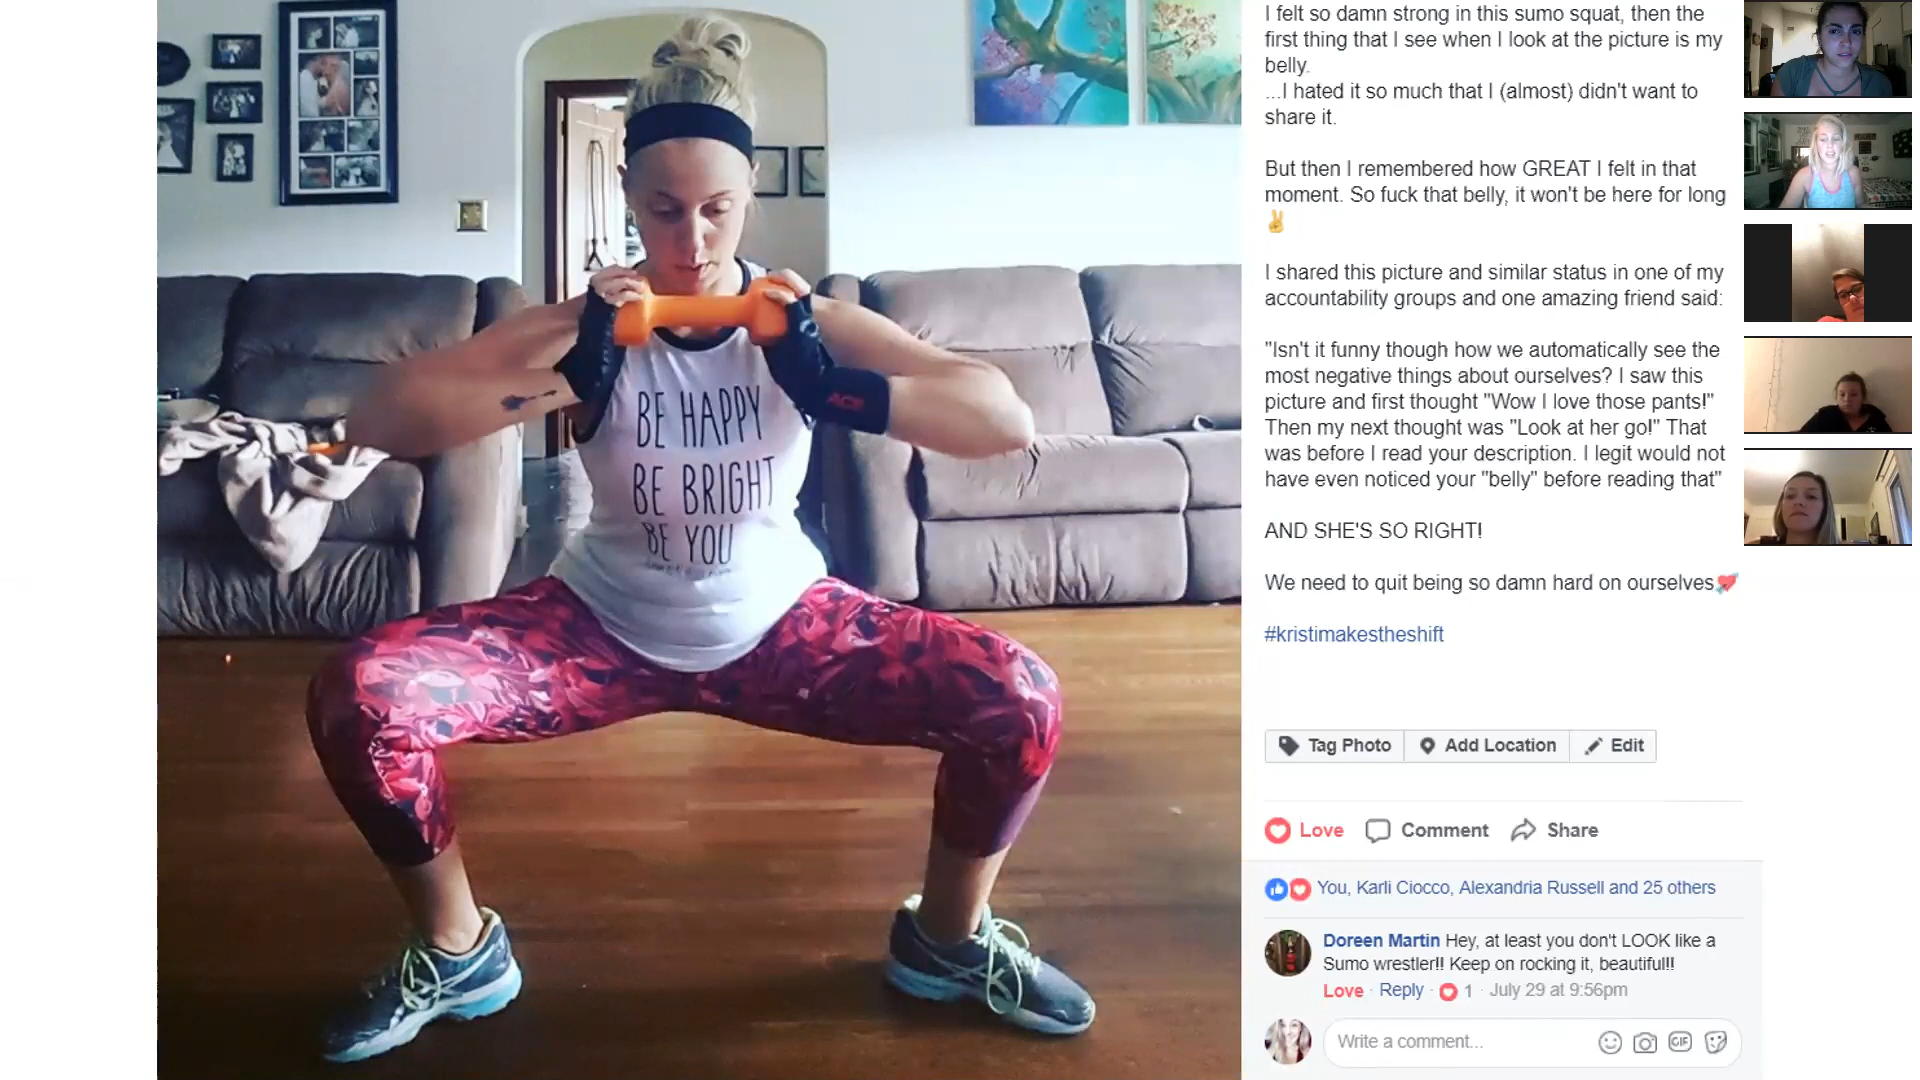 BE HAPPY
BE BRIGHT
BE YOU
ACE
I felt so damn strong in this sumo squat, then the
first thing that I see when I look at the picture is my
belly.
...I hated it so much that I (almost) didn't want to
share it.
But then I remembered how GREAT I felt in that
moment. So fuck that belly, it won't be here for long
✌
I shared this picture and similar status in one of my
accountability groups and one amazing friend said:
"Isn't it funny though how we automatically see the
most negative things about ourselves? I saw this
picture and first thought "Wow I love those pants!"
Then my next thought was "Look at her go!" That
was before I read your description. I legit would not
have even noticed your "belly" before reading that"
AND SHE'S SO RIGHT!
We need to quit being so damn hard on ourselves💘
#kristimakestheshift
Tag Photo Add Location Edit
Love Comment Share
You, Karli Ciocco, Alexandria Russell and 25 others
Doreen Martin Hey, at least you don't LOOK like a
Sumo wrestler!! Keep on rocking it, beautiful!!
Love · Reply · 1 · July 29 at 9:56pm
Write a comment... GIF